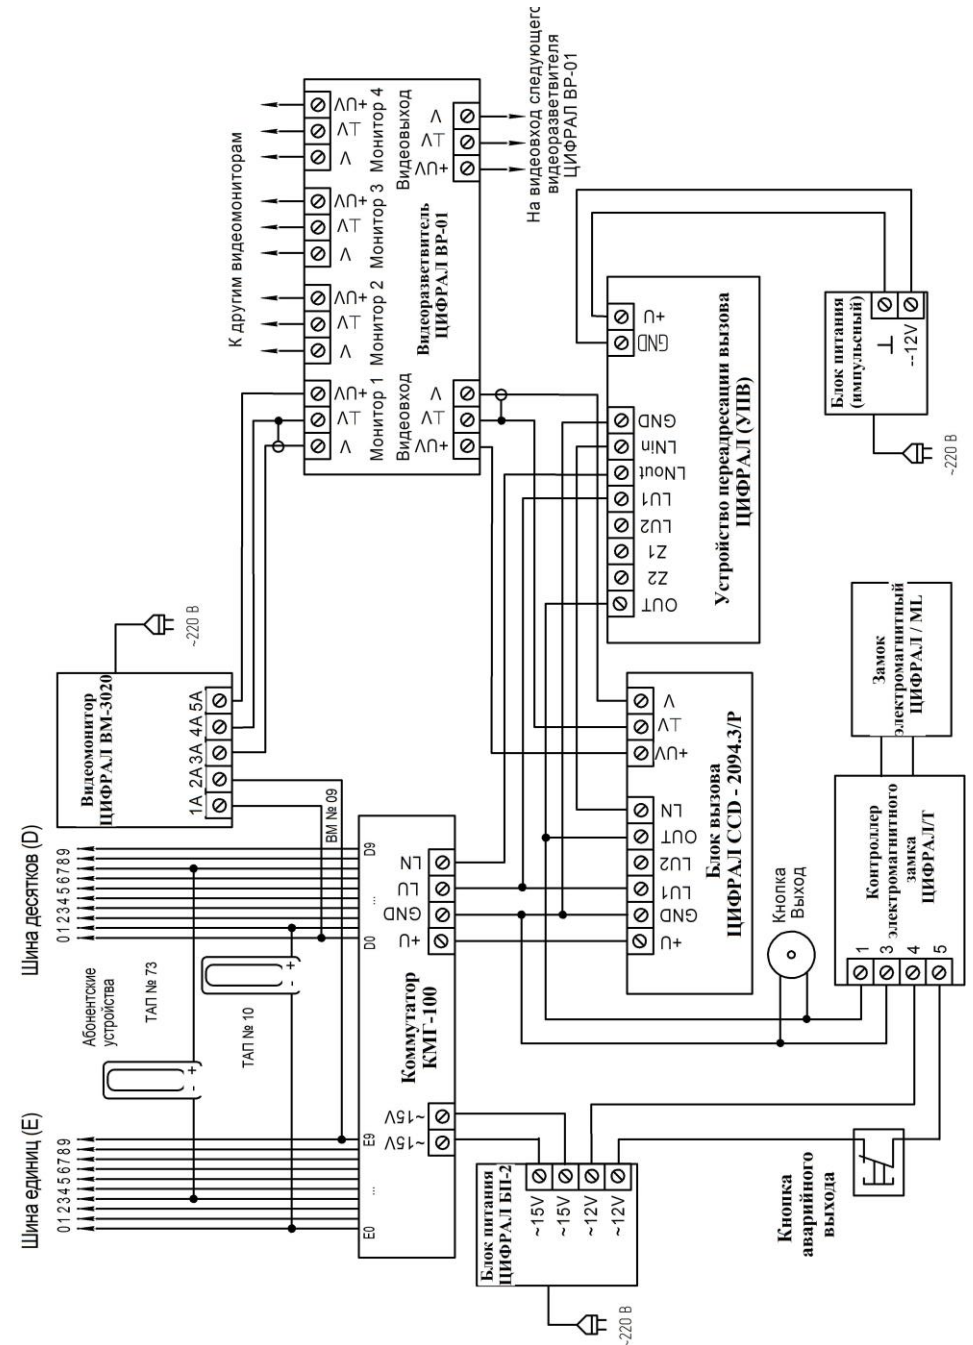 На видеовход следующего
видеоразветвителя
ЦИФРАЛ ВР-01
К другим видеомониторам
+UV
⊥V
V
Монитор 4
+UV
⊥V
V
Монитор 3
+UV
⊥V
V
Монитор 2
+UV
⊥V
V
Монитор 1
Видеовыход
V
⊥V
+UV
Видеоразветвитель
ЦИФРАЛ ВР-01
Видеовход
V
⊥V
+UV
+U
GND
GND
LNin
LNout
LU1
LU2
Z1
Z2
OUT
Устройство переадресации вызова
ЦИФРАЛ (УПВ)
Блок питания
(импульсный)
⊥
--12V
~220 В
~220 В
Видеомонитор
ЦИФРАЛ ВМ-3020
1А 2А 3А 4А 5А
ВМ № 09
Шина десятков (D)
0 1 2 3 4 5 6 7 8 9
D9
...
D0
Абонентские
устройства
ТАП № 73
- +
ТАП № 10
- +
Шина единиц (E)
0 1 2 3 4 5 6 7 8 9
E9
...
E0
LN
LU
GND
+U
Коммутатор
КМГ-100
~15V
~15V
V
⊥V
+UV
LN
OUT
LU2
LU1
GND
+U
Блок вызова
ЦИФРАЛ CCD - 2094.3/Р
Замок
электромагнитный
ЦИФРАЛ / ML
Контроллер
электромагнитного
замка
ЦИФРАЛ/Т
1
3
4
5
Кнопка
Выход
Блок питания
ЦИФРАЛ БП-2
~15V
~15V
~12V
~12V
~220 В
Кнопка
аварийного
выхода